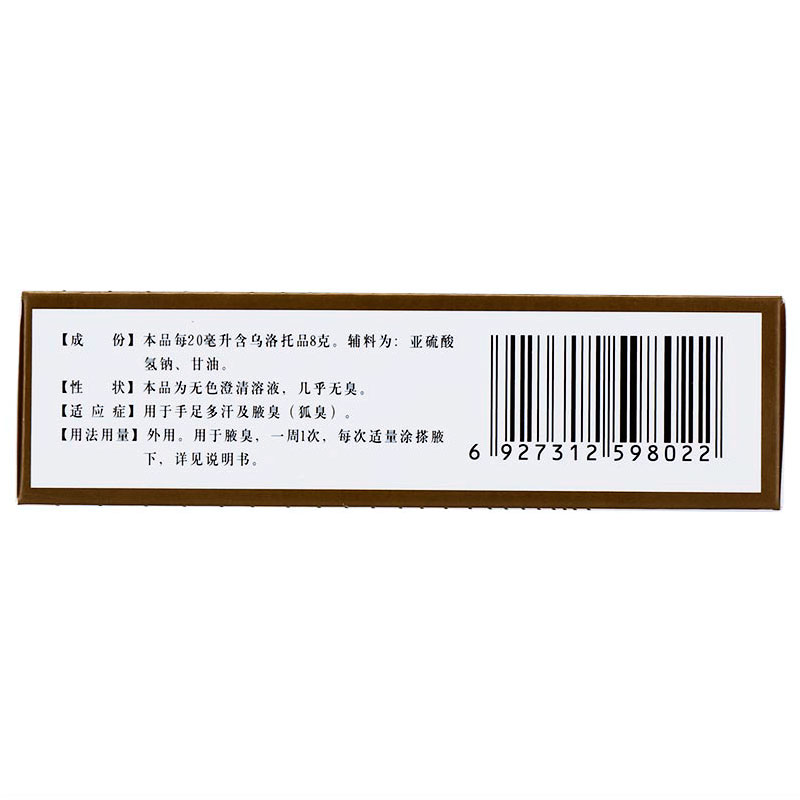 【成　份】本品每20毫升含乌洛托品8克。辅料为：亚硫酸
氢钠、甘油。
【性　状】本品为无色澄清溶液，几乎无臭。
【适应症】用于手足多汗及腋臭（狐臭）。
【用法用量】外用。用于腋臭，一周1次，每次适量涂搽腋
下，详见说明书。
6 927312 598022